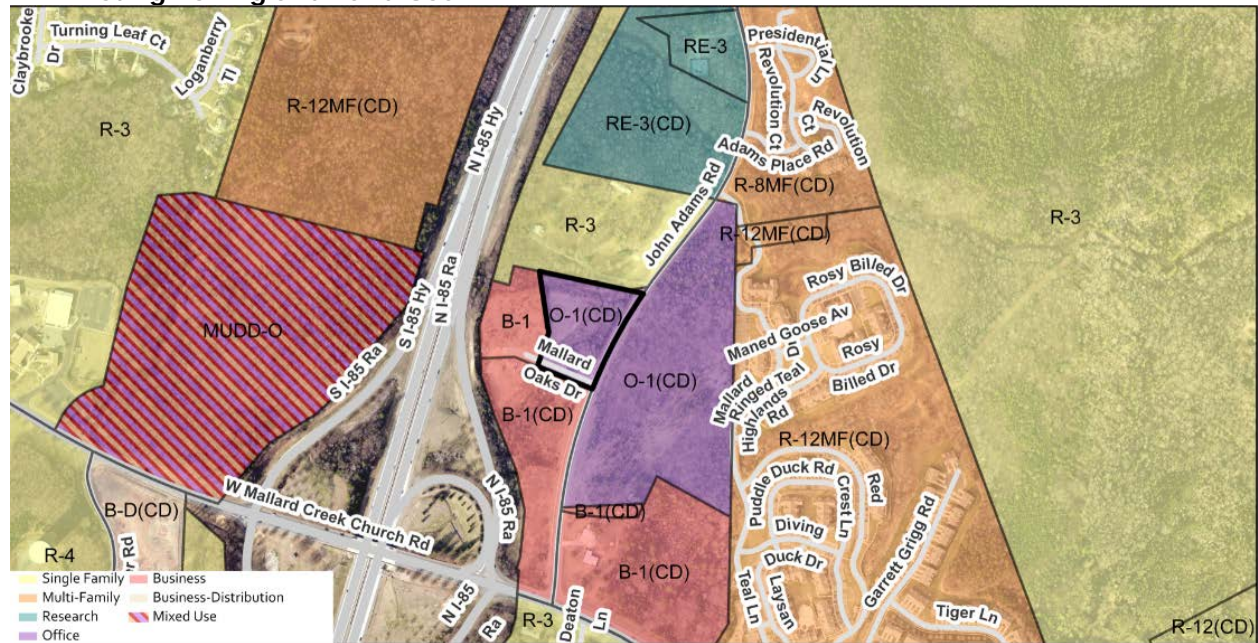 Claybrooke
Dr
Turning Leaf Ct
Loganberry
Tl
R-3
R-12MF(CD)
N I-85 Hy
RE-3
RE-3(CD)
Presidential Ln
Revolution Ct
Revolution
Ct
Adams Place Rd
R-8MF(CD)
R-3
John Adams Rd
R-12MF(CD)
R-3
MUDD-O
S I-85 Hy
N I-85 Ra
S I-85 Ra
B-1
O-1(CD)
Mallard
Oaks Dr
B-1(CD)
O-1(CD)
Rosy Billed Dr
Maned Goose Av
Rosy
Billed Dr
Mallard
Ringed Teal
Dr
Highlands
Rd
R-12MF(CD)
W Mallard Creek Church Rd
N I-85 Ra
B-1(CD)
B-1(CD)
Puddle Duck Rd
Crest Ln
Red
Diving
Duck Dr
Garrett Grigg Rd
Teal Ln
Laysan
Tiger Ln
B-D(CD)
er Rd
R-4
N I-85
Ra
R-3
Deaton
Ln
R-12(CD)
Single Family
Multi-Family
Research
Office
Business
Business-Distribution
Mixed Use